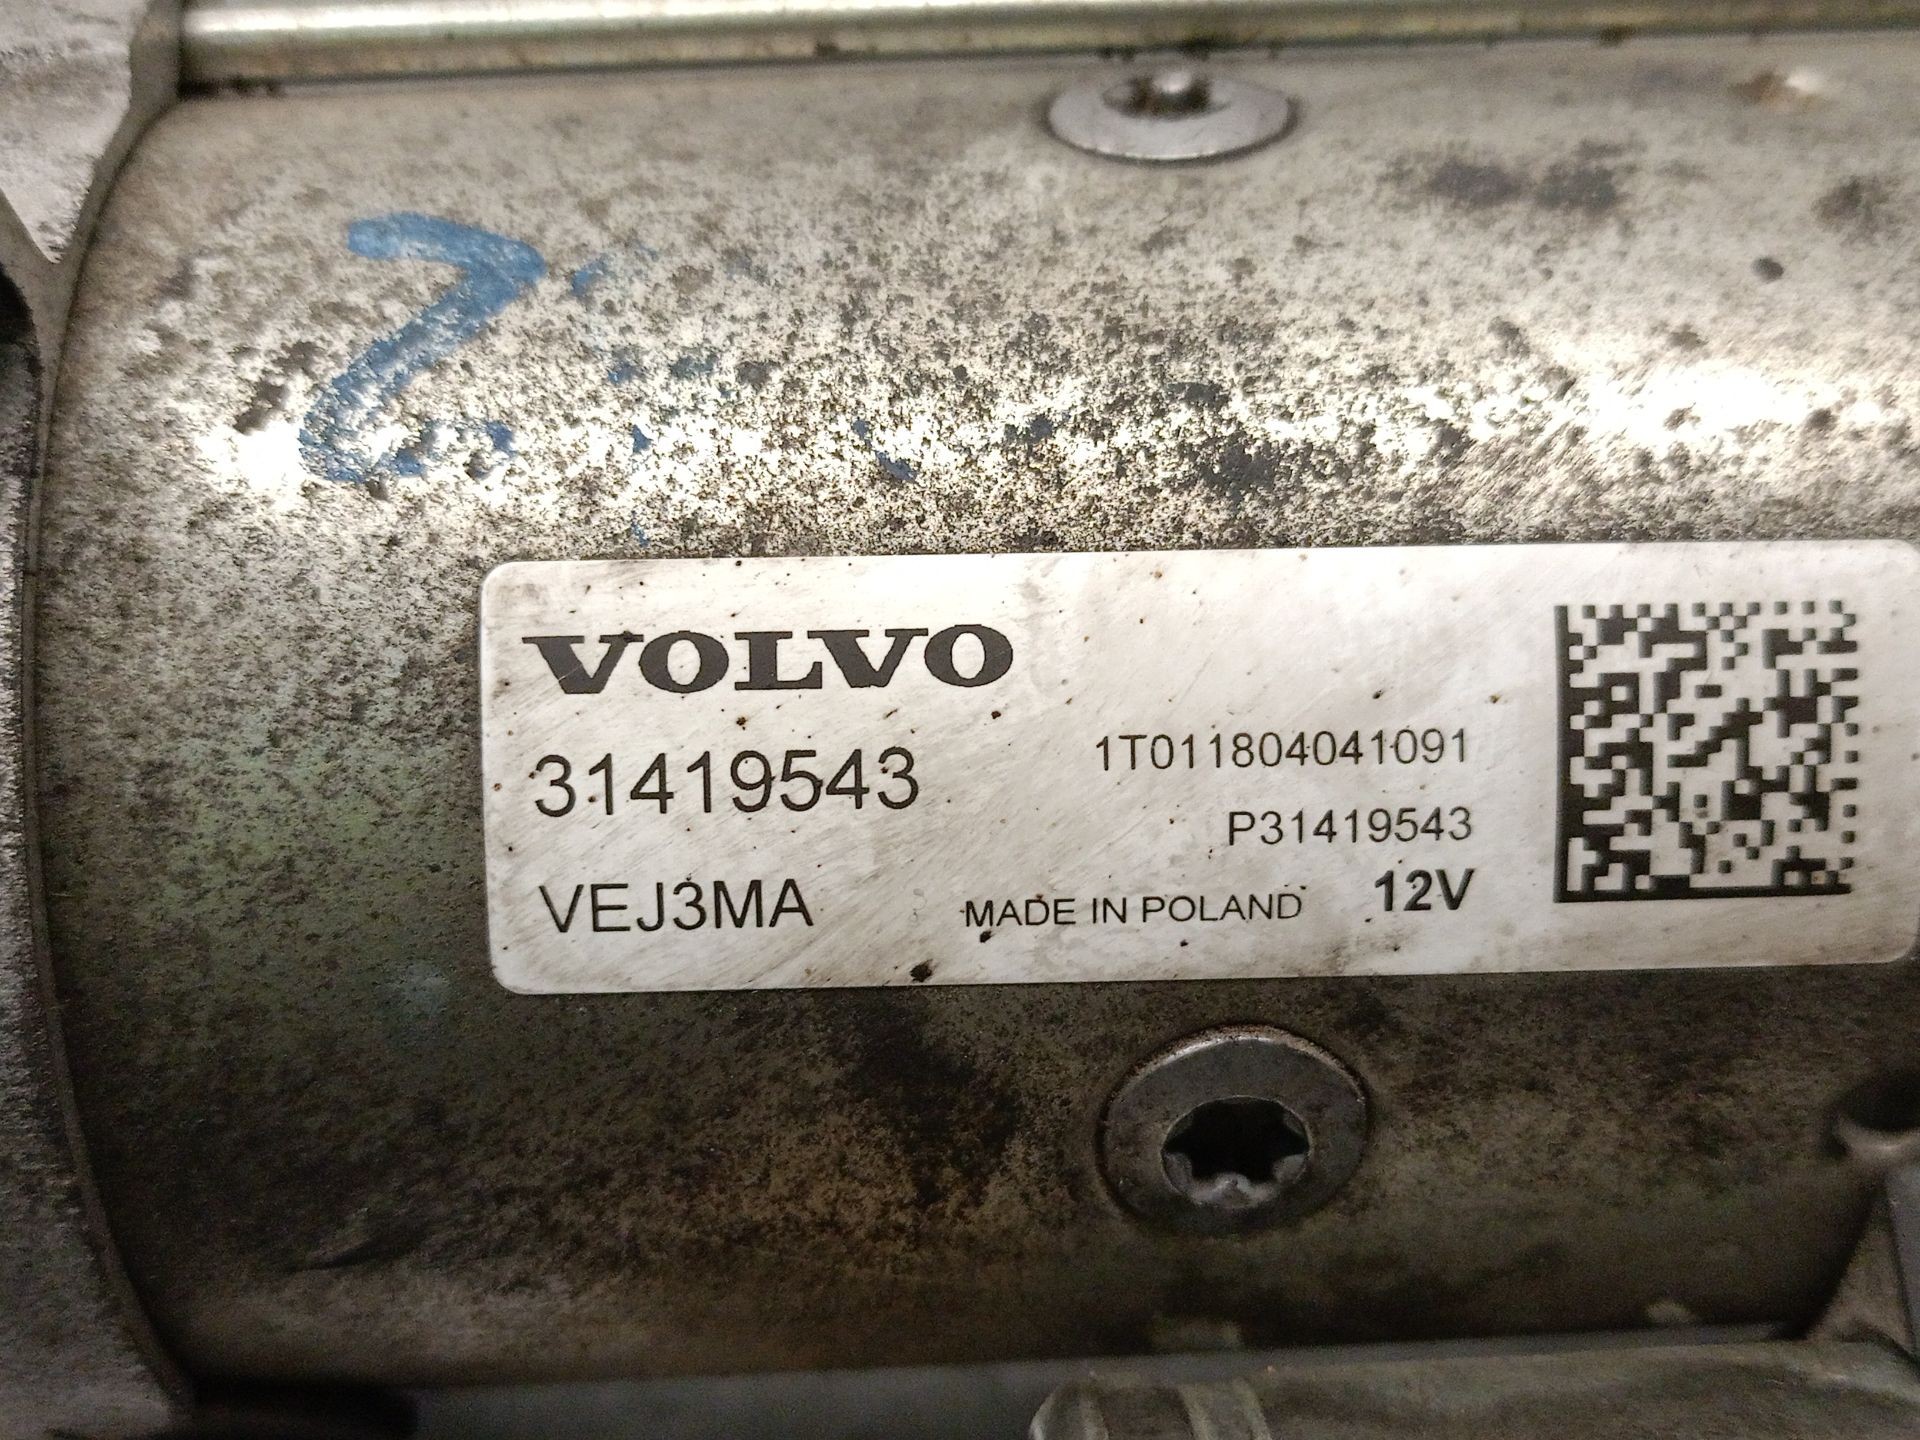 VOLVO
31419543
1T011804041091
P31419543
VEJ3MA
MADE IN POLAND
12V